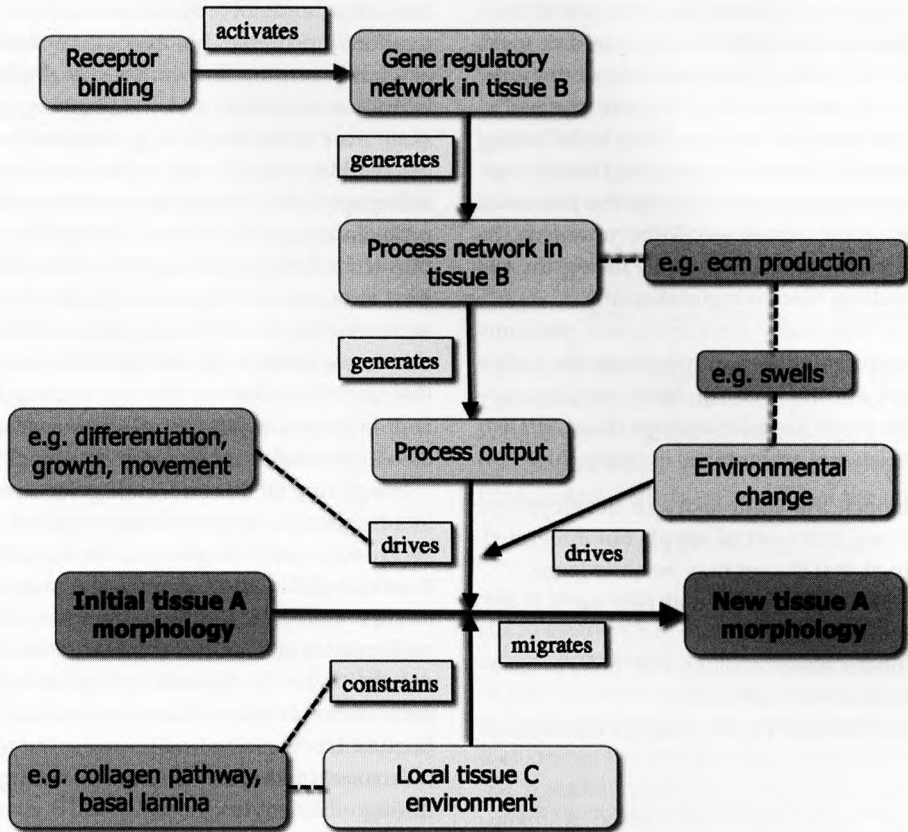 activates
Receptor
binding
Gene regulatory
network in tissue B
generates
Process network in
tissue B
e.g. ecm production
generates
e.g. swells
e.g. differentiation,
growth, movement
Process output
Environmental
change
drives
drives
Initial tissue A
morphology
New tissue A
morphology
migrates
constrains
e.g. collagen pathway,
basal lamina
Local tissue C
environment